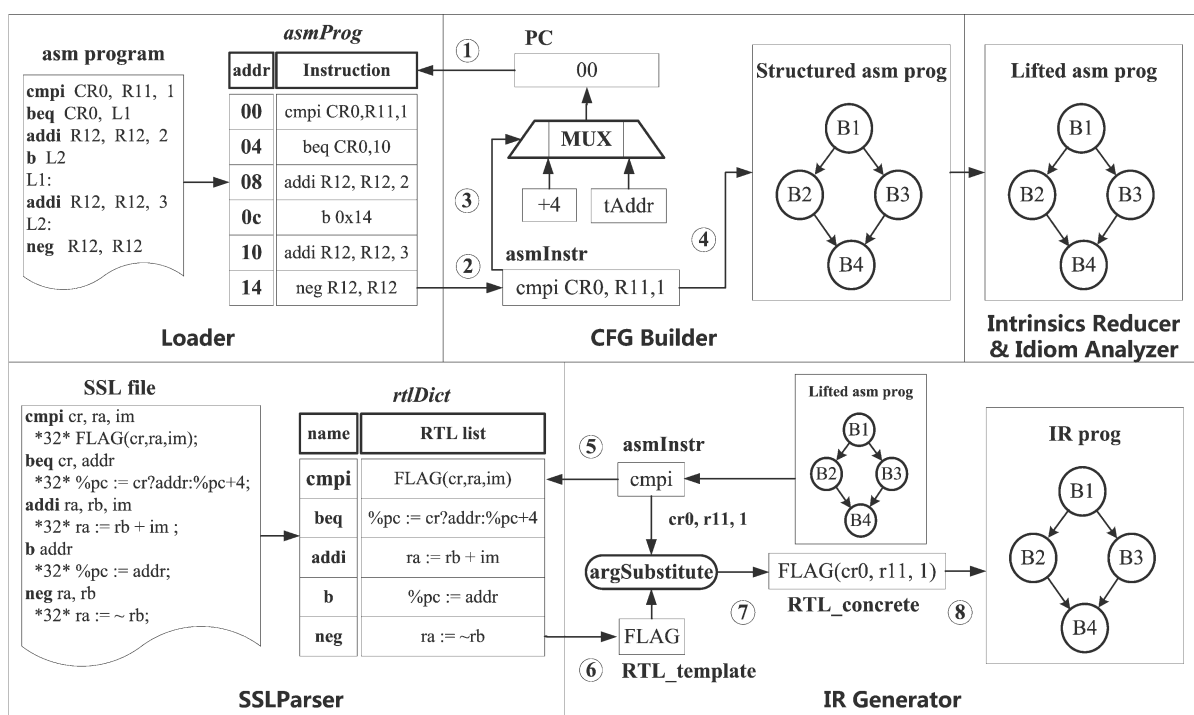 asm program
cmpi CR0, R11, 1
beq CR0, L1
addi R12, R12, 2
b L2
L1:
addi R12, R12, 3
L2:
neg R12, R12
asmProg
addr Instruction
00 cmpi CR0,R11,1
04 beq CR0,10
08 addi R12, R12, 2
0c b 0x14
10 addi R12, R12, 3
14 neg R12, R12
Loader
① PC
00
MUX
③ +4 tAddr
② asmInstr
cmpi CR0, R11,1
④
Structured asm prog
B1
B2 B3
B4
CFG Builder
Lifted asm prog
B1
B2 B3
B4
Intrinsics Reducer
& Idiom Analyzer
SSL file
cmpi cr, ra, im
*32* FLAG(cr,ra,im);
beq cr, addr
*32* %pc := cr?addr:%pc+4;
addi ra, rb, im
*32* ra := rb + im ;
b addr
*32* %pc := addr;
neg ra, rb
*32* ra := ~ rb;
rtlDict
name RTL list
cmpi FLAG(cr,ra,im)
beq %pc := cr?addr:%pc+4
addi ra := rb + im
b %pc := addr
neg ra := ~rb
SSLParser
Lifted asm prog
B1
B2 B3
B4
⑤ asmInstr
cmpi
cr0, r11, 1
argSubstitute
FLAG
⑥ RTL_template
⑦ FLAG(cr0, r11, 1)
RTL_concrete
⑧
IR prog
B1
B2 B3
B4
IR Generator